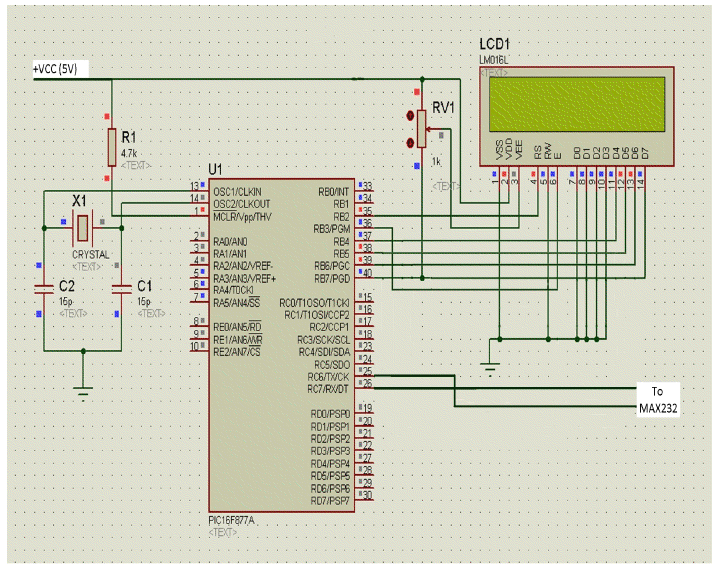 LCD1
LM016L
<TEXT>
+VCC (5V)
RV1
1k
<TEXT>
VSS
VDD
VEE
RS
RW
E
D0
D1
D2
D3
D4
D5
D6
D7
1
2
3
4
5
6
7
8
9
10
11
12
13
14
R1
4.7k
<TEXT>
X1
CRYSTAL
<TEXT>
C2
15p
<TEXT>
C1
15p
<TEXT>
U1
13 OSC1/CLKIN
14 OSC2/CLKOUT
1 MCLR/Vpp/THV
2 RA0/AN0
3 RA1/AN1
4 RA2/AN2/VREF-
5 RA3/AN3/VREF+
6 RA4/T0CKI
7 RA5/AN4/SS
8 RE0/AN5/RD
9 RE1/AN6/WR
10 RE2/AN7/CS
RB0/INT 33
RB1 34
RB2 35
RB3/PGM 36
RB4 37
RB5 38
RB6/PGC 39
RB7/PGD 40
RC0/T1OSO/T1CKI 15
RC1/T1OSI/CCP2 16
RC2/CCP1 17
RC3/SCK/SCL 18
RC4/SDI/SDA 23
RC5/SDO 24
RC6/TX/CK 25
RC7/RX/DT 26
RD0/PSP0 19
RD1/PSP1 20
RD2/PSP2 21
RD3/PSP3 22
RD4/PSP4 27
RD5/PSP5 28
RD6/PSP6 29
RD7/PSP7 30
PIC16F877A
<TEXT>
To
MAX232